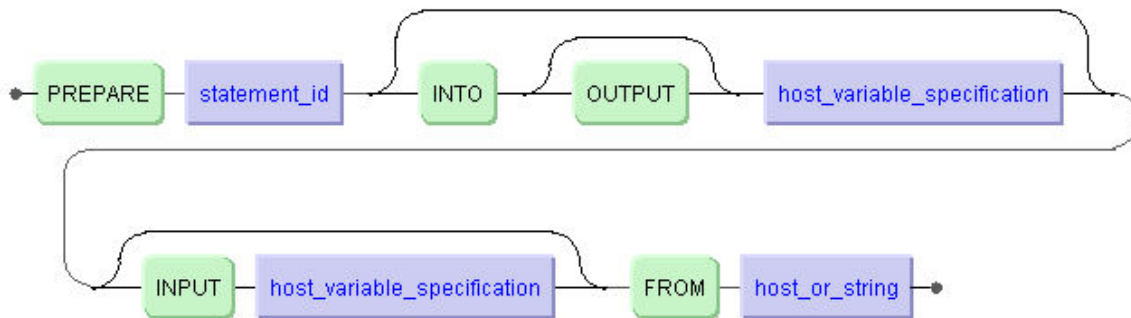 PREPARE statement_id INTO OUTPUT host_variable_specification
INPUT host_variable_specification FROM host_or_string